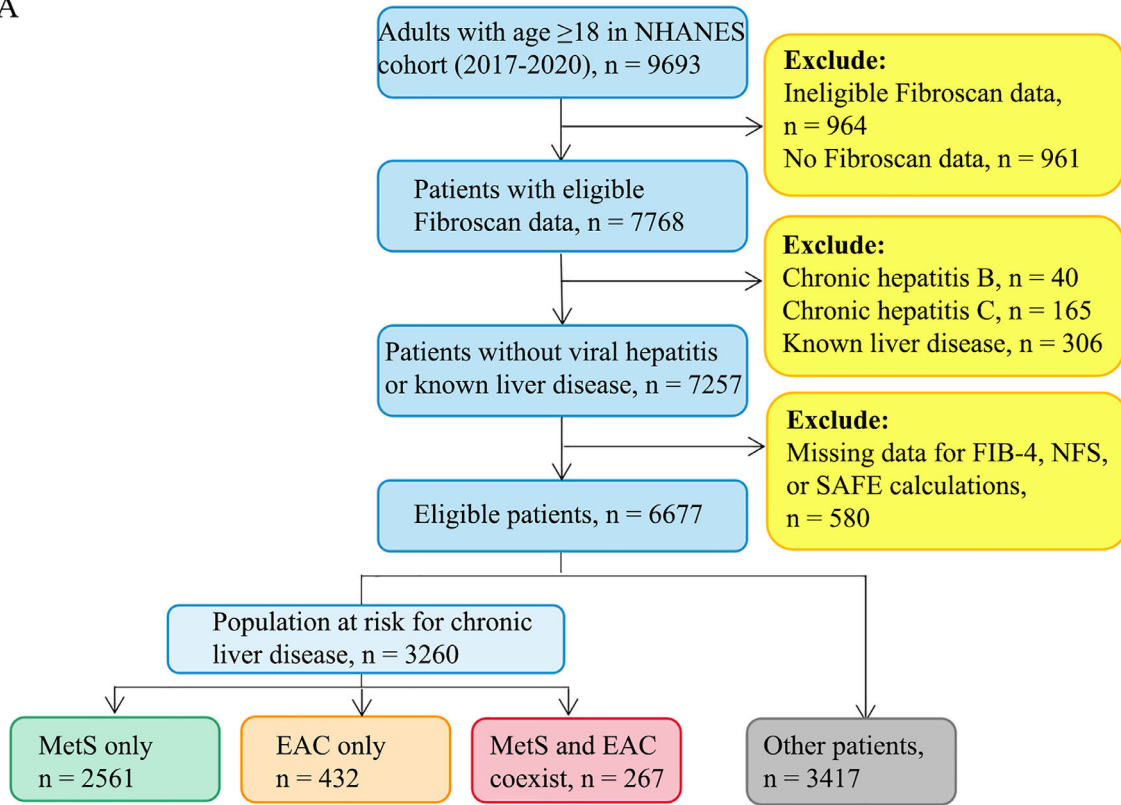 A
Adults with age ≥18 in NHANES
cohort (2017-2020), n = 9693
Exclude:
Ineligible Fibroscan data,
n = 964
No Fibroscan data, n = 961
Patients with eligible
Fibroscan data, n = 7768
Exclude:
Chronic hepatitis B, n = 40
Chronic hepatitis C, n = 165
Known liver disease, n = 306
Patients without viral hepatitis
or known liver disease, n = 7257
Exclude:
Missing data for FIB-4, NFS,
or SAFE calculations,
n = 580
Eligible patients, n = 6677
Population at risk for chronic
liver disease, n = 3260
MetS only
n = 2561
EAC only
n = 432
MetS and EAC
coexist, n = 267
Other patients,
n = 3417